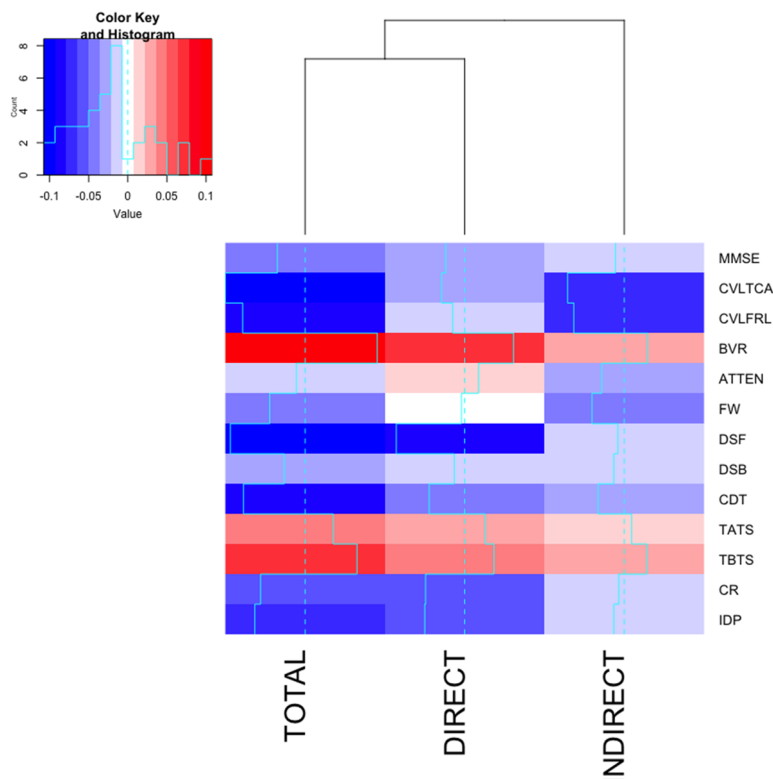 Color Key
and Histogram
Count
0 2 4 6 8
-0.1 -0.05 0 0.05 0.1
Value
MMSE
CVLTCA
CVLFRL
BVR
ATTEN
FW
DSF
DSB
CDT
TATS
TBTS
CR
IDP
TOTAL
DIRECT
NDIRECT